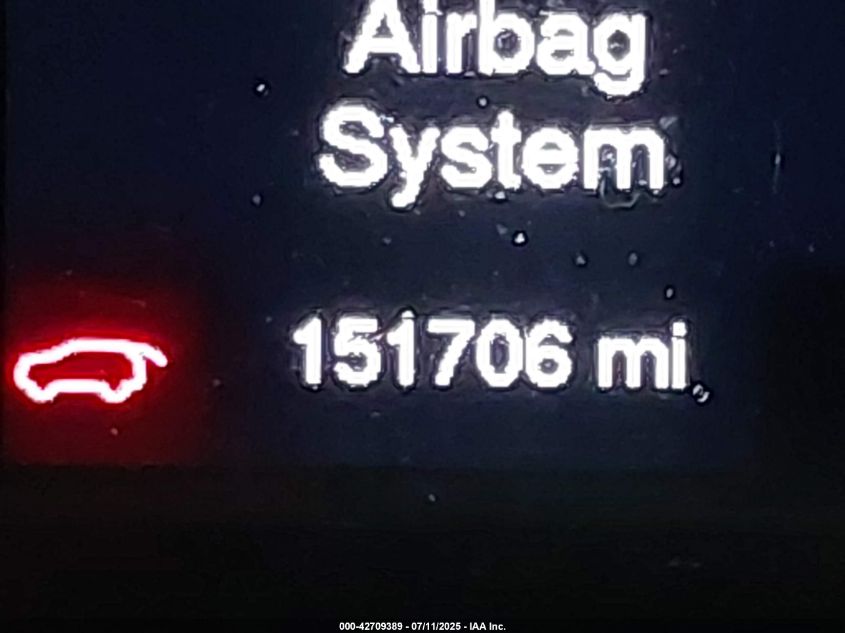 Airbag
System
151706 mi
000-42709389 - 07/11/2025 - IAA Inc.